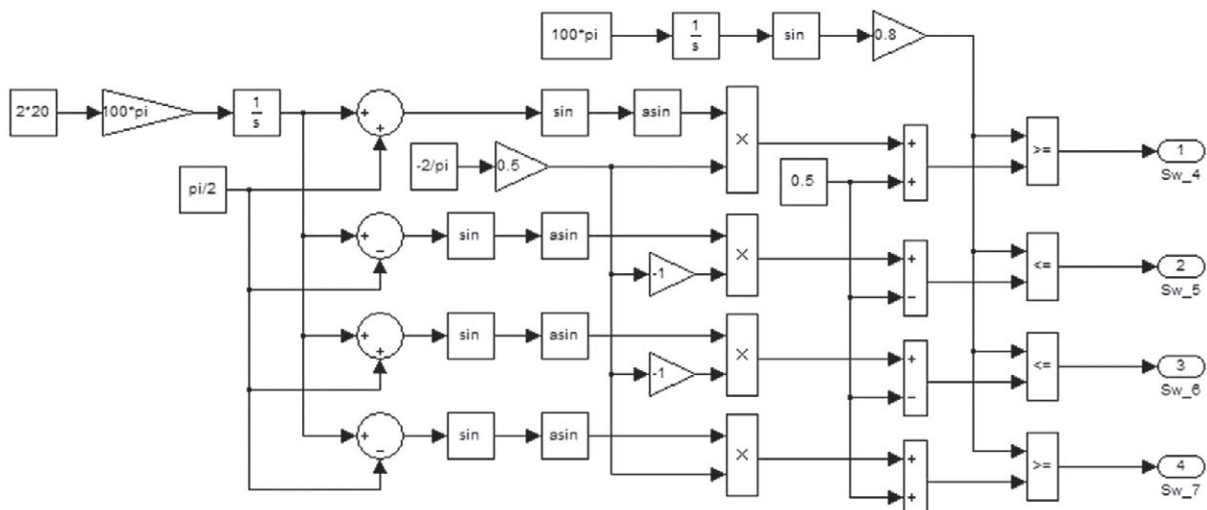 100*pi
1
s
sin
0.8
2*20
100*pi
1
s
+
+
sin
asin
×
-2/pi
0.5
pi/2
0.5
+
+
>=
1
Sw_4
+
−
sin
asin
-1
×
+
−
<=
2
Sw_5
+
+
sin
asin
-1
×
+
−
<=
3
Sw_6
+
−
sin
asin
×
+
+
>=
4
Sw_7